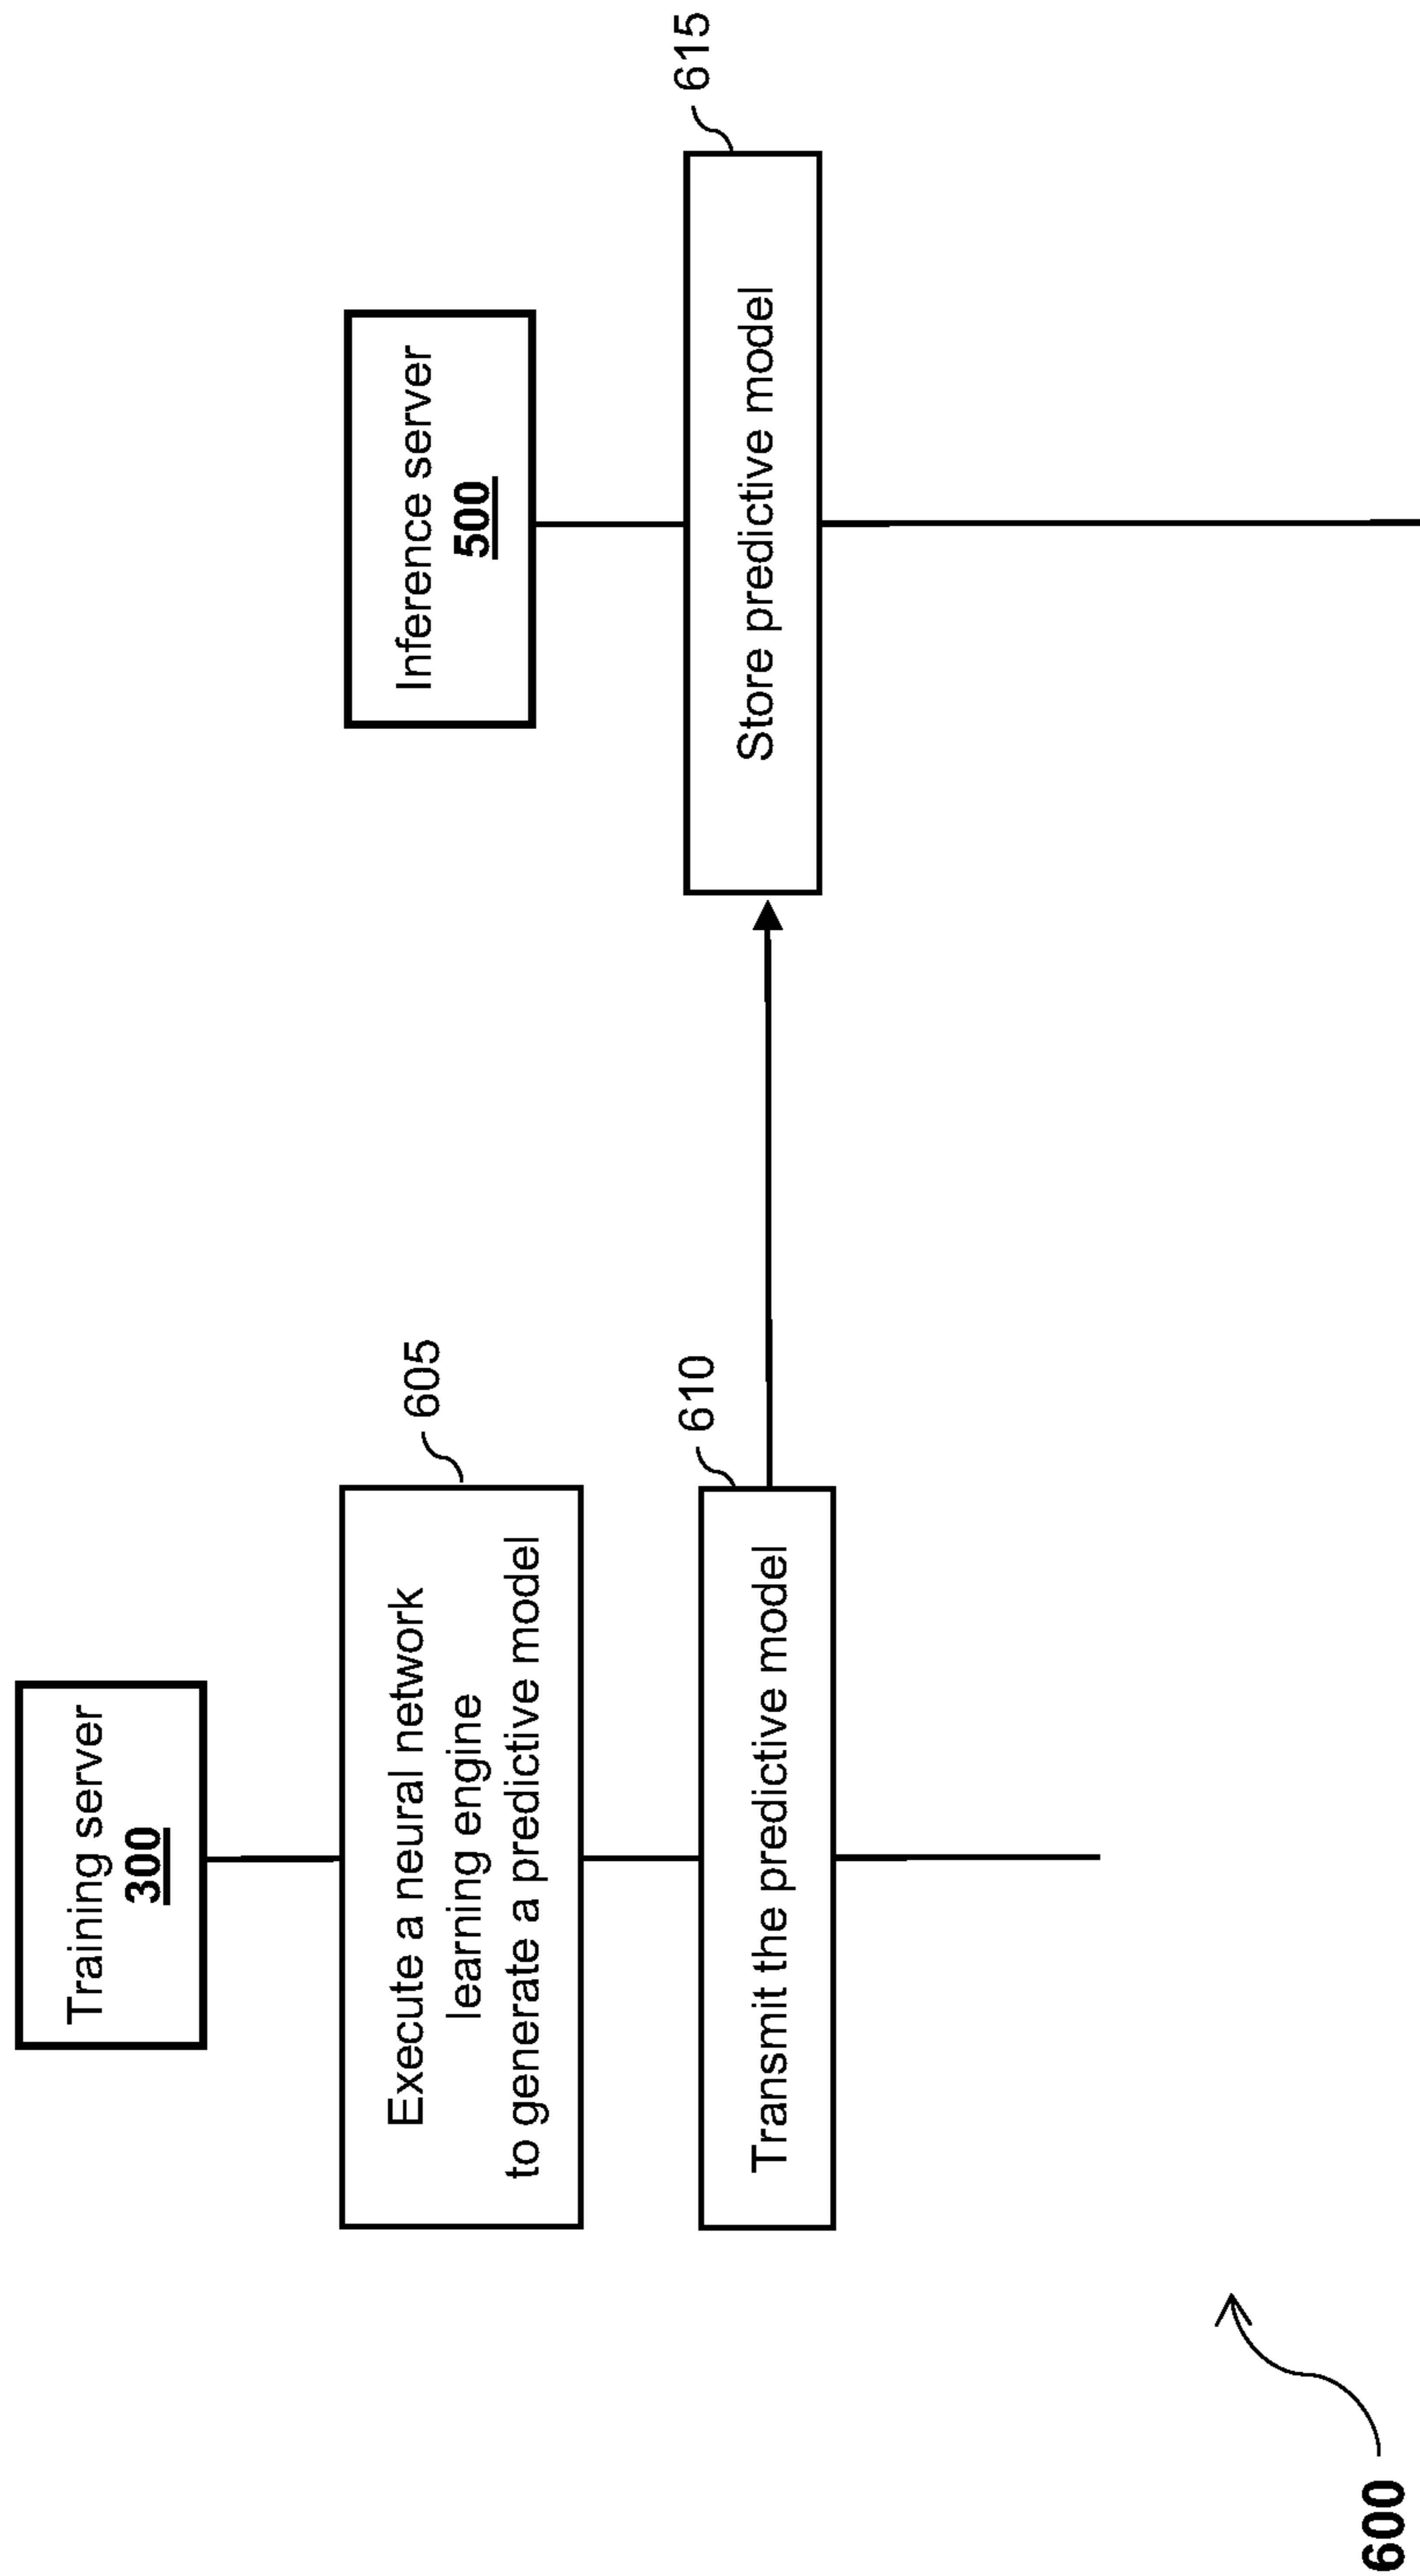 Training server
300
Execute a neural network
learning engine
to generate a predictive model
605
Transmit the predictive model
610
Inference server
500
Store predictive model
615
600